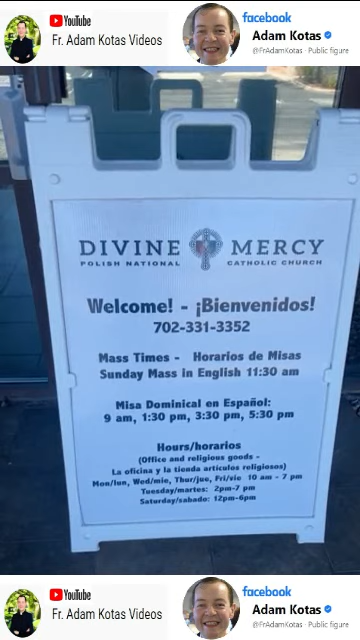 YouTube
Fr. Adam Kotas Videos
facebook
Adam Kotas
@FrAdamKotas · Public figure
DIVINE MERCY
POLISH NATIONAL CATHOLIC CHURCH
Welcome! - ¡Bienvenidos!
702-331-3352
Mass Times - Horarios de Misas
Sunday Mass in English 11:30 am
Misa Dominical en Español:
9 am, 1:30 pm, 3:30 pm, 5:30 pm
Hours/horarios
(Office and religious goods -
La oficina y la tienda artículos religiosos)
Mon/lun, Wed/mie, Thur/jue, Fri/vie 10 am - 7 pm
Tuesday/martes: 2pm-7 pm
Saturday/sabado: 12pm-6pm
YouTube
Fr. Adam Kotas Videos
facebook
Adam Kotas
@FrAdamKotas · Public figure